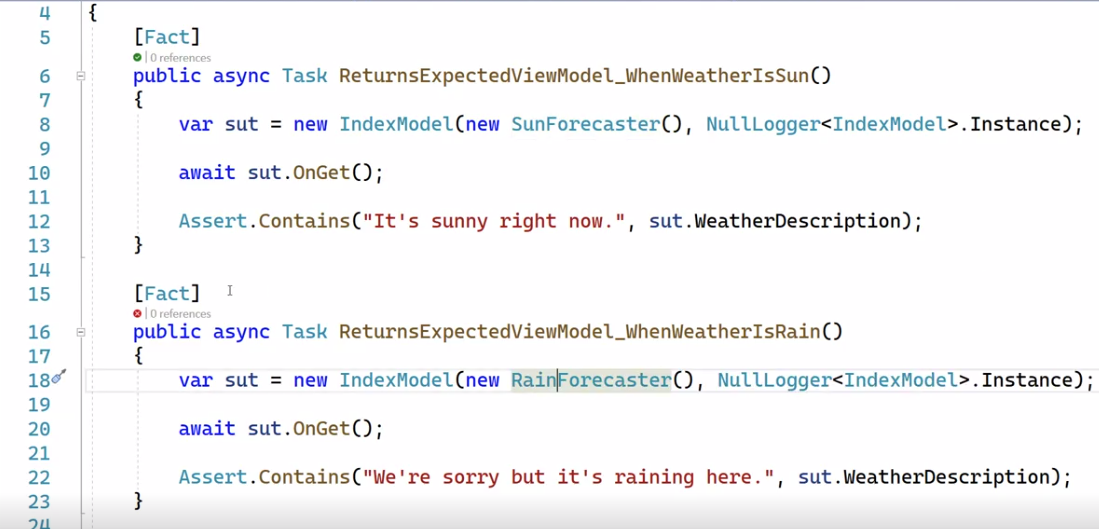 4 {
5 [Fact]
| 0 references
6 public async Task ReturnsExpectedViewModel_WhenWeatherIsSun()
7 {
8 var sut = new IndexModel(new SunForecaster(), NullLogger<IndexModel>.Instance);
9
10 await sut.OnGet();
11
12 Assert.Contains("It's sunny right now.", sut.WeatherDescription);
13 }
14
15 [Fact]
| 0 references
16 public async Task ReturnsExpectedViewModel_WhenWeatherIsRain()
17 {
18 var sut = new IndexModel(new RainForecaster(), NullLogger<IndexModel>.Instance);
19
20 await sut.OnGet();
21
22 Assert.Contains("We're sorry but it's raining here.", sut.WeatherDescription);
23 }
24